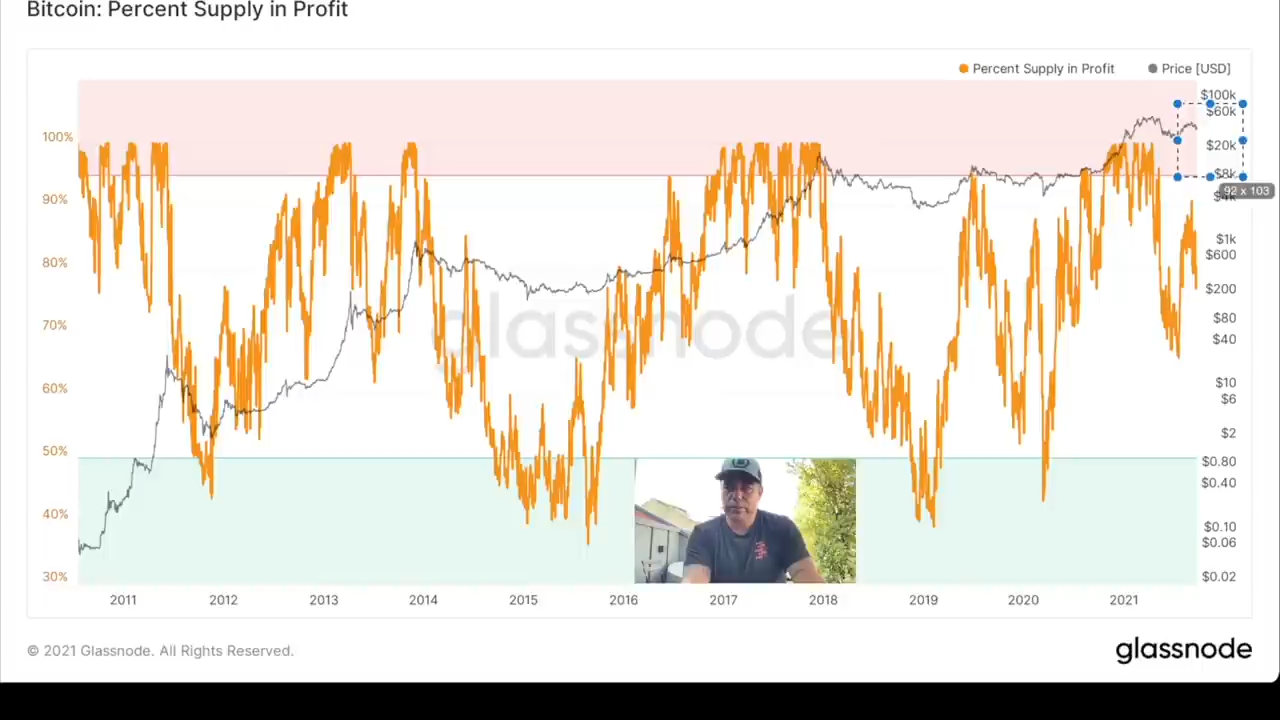 Bitcoin: Percent Supply in Profit
Percent Supply in Profit
Price [USD]
100%
90%
80%
70%
60%
50%
40%
30%
$100k
$60k
$20k
$8k
92 x 103
$4k
$1k
$600
$200
$80
$40
$10
$6
$2
$0.80
$0.40
$0.10
$0.06
$0.02
glassnode
2011 2012 2013 2014 2015 2016 2017 2018 2019 2020 2021
© 2021 Glassnode. All Rights Reserved.
glassnode